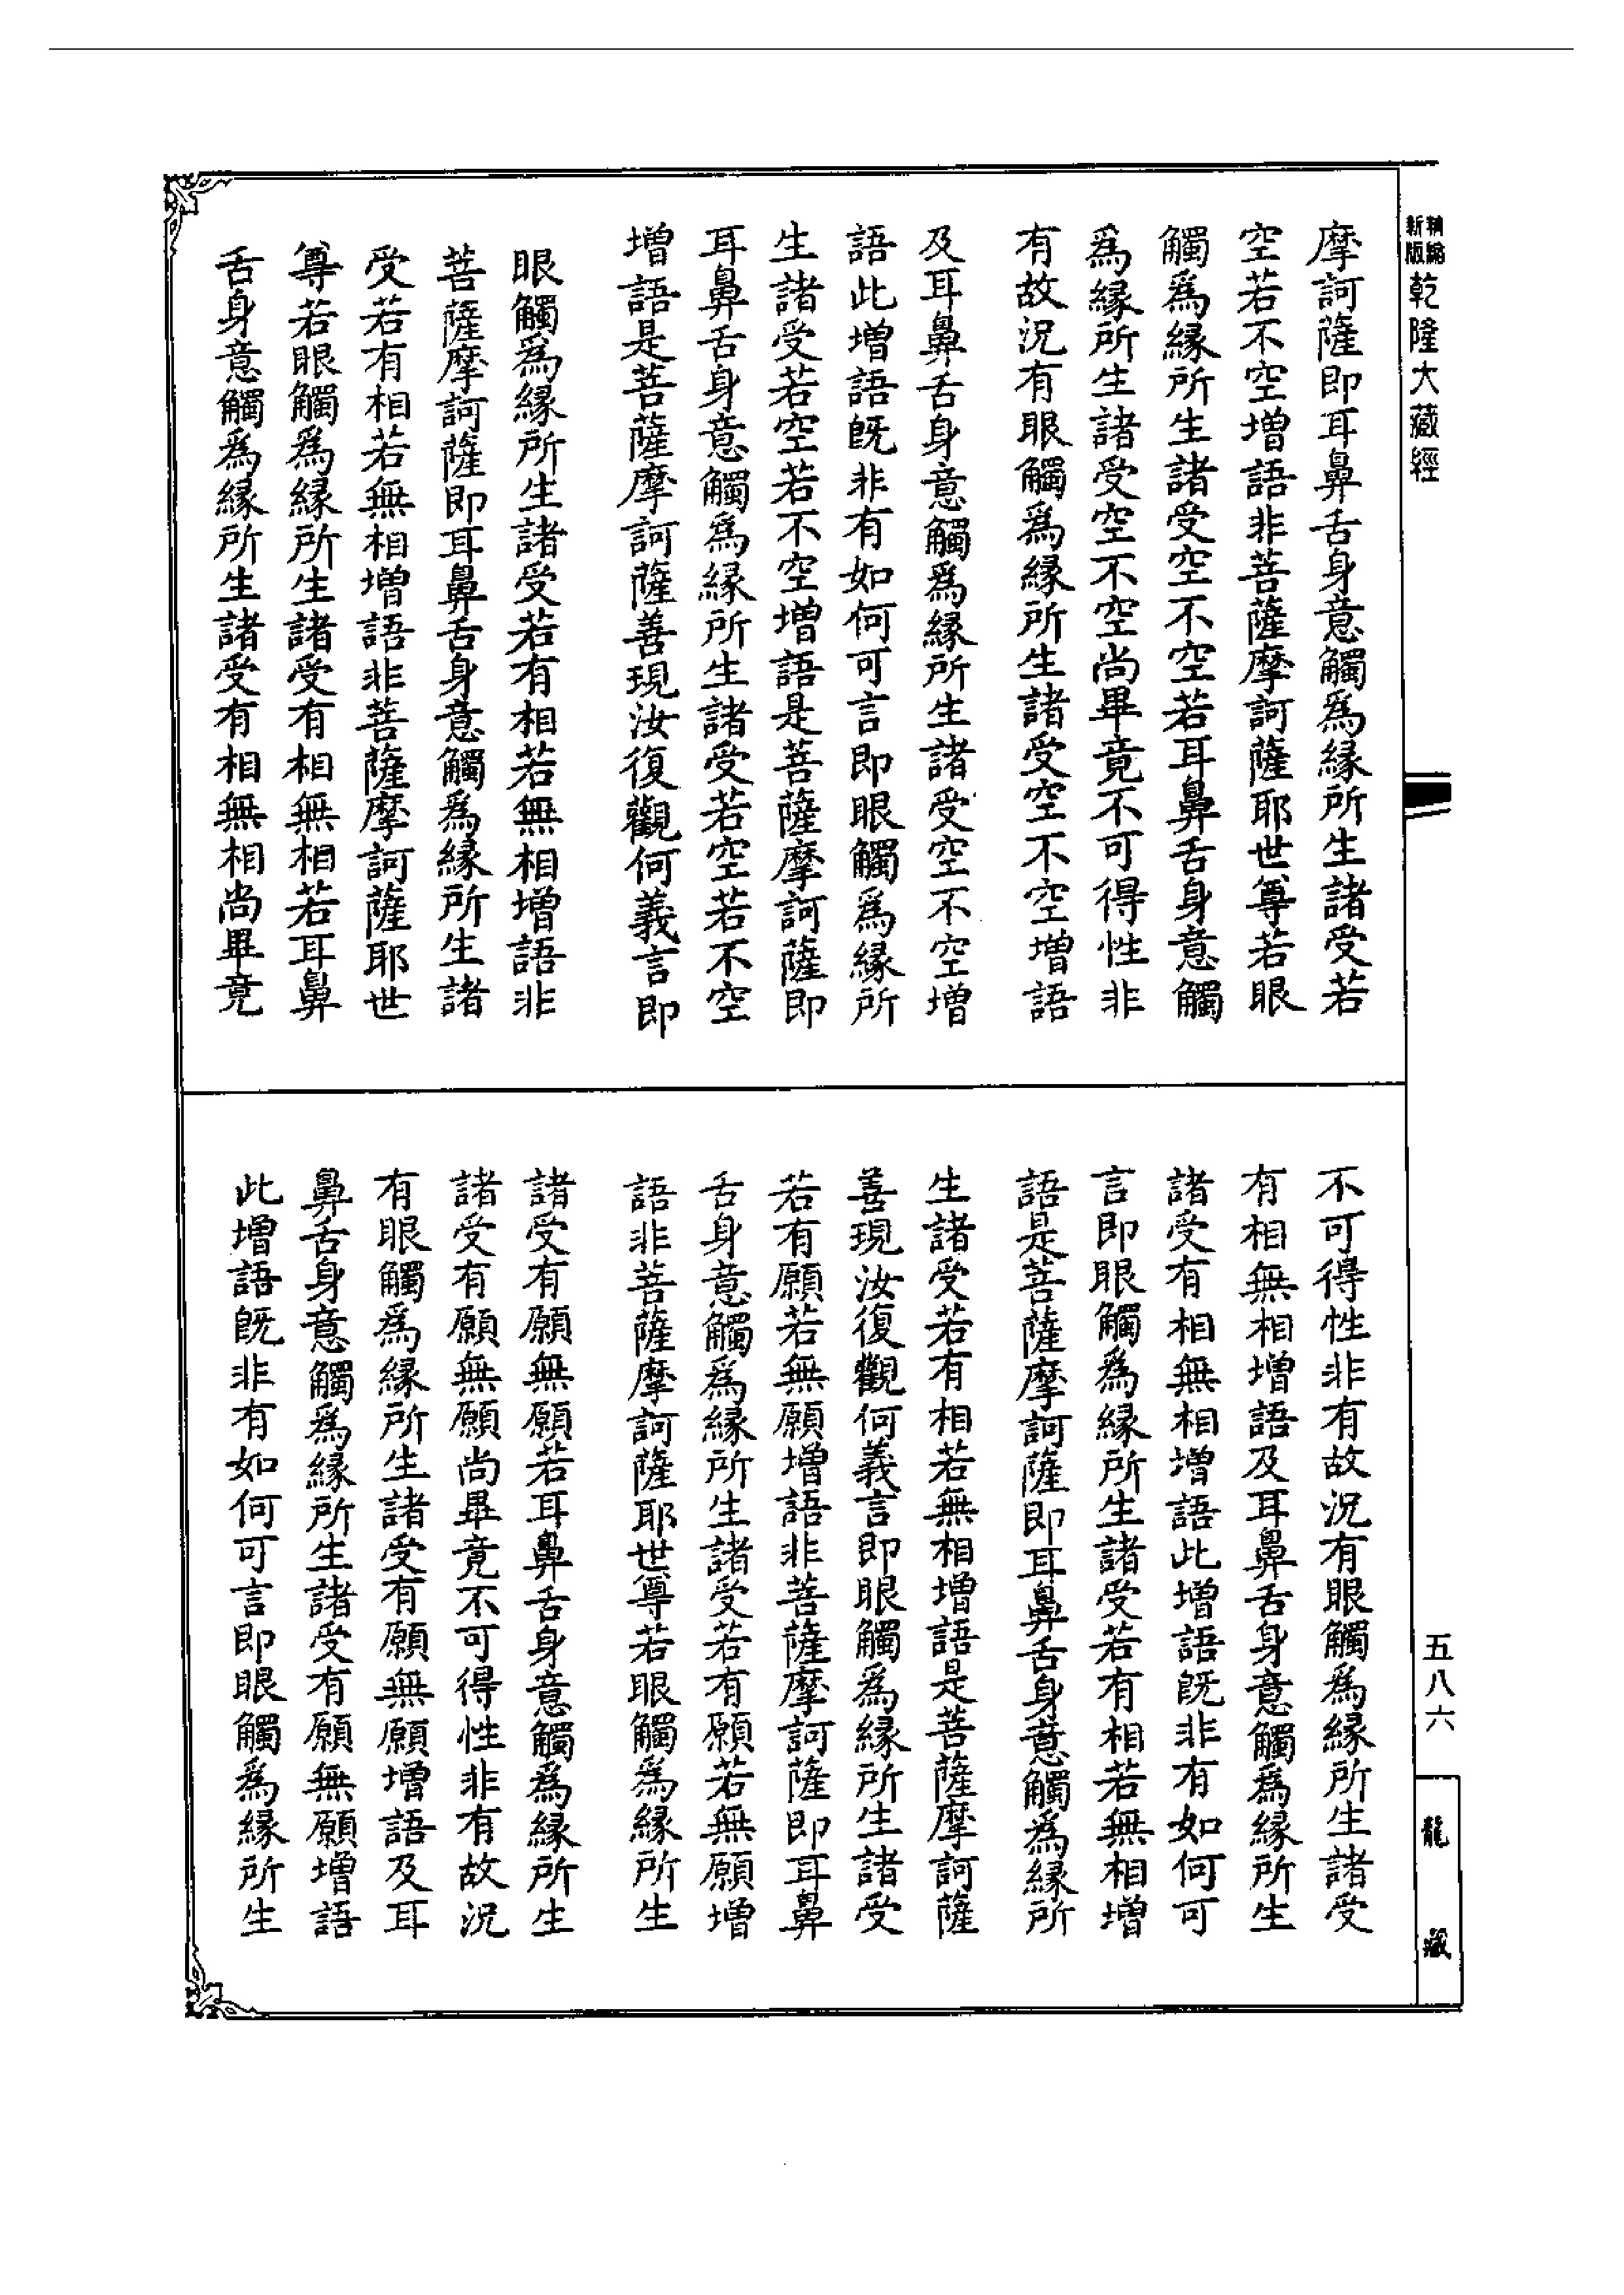 新版
乾隆大藏經
摩訶薩即耳鼻舌身意觸爲緣所生諸受若
空若不空增語非菩薩摩訶薩耶世尊若眼
觸爲緣所生諸受空不空若耳鼻舌身意觸
爲緣所生諸受空不空尚畢竟不可得性非
有故況有眼觸爲緣所生諸受空不空增語
及耳鼻舌身意觸爲緣所生諸受空不空增
語此增語旣非有如何可言即眼觸爲緣所
生諸受若空若不空增語是菩薩摩訶薩即
耳鼻舌身意觸爲緣所生諸受若空若不空
增語是菩薩摩訶薩善現汝復觀何義言即
眼觸爲緣所生諸受若有相若無相增語非
菩薩摩訶薩即耳鼻舌身意觸爲緣所生諸
受若有相若無相增語非菩薩摩訶薩耶世
尊若眼觸爲緣所生諸受有相無相若耳鼻
舌身意觸爲緣所生諸受有相無相尚畢竟
不可得性非有故況有眼觸爲緣所生諸受
有相無相增語及耳鼻舌身意觸爲緣所生
諸受有相無相增語此增語旣非有如何可
言即眼觸爲緣所生諸受若有相若無相增
語是菩薩摩訶薩即耳鼻舌身意觸爲緣所
生諸受若有相若無相增語是菩薩摩訶薩
善現汝復觀何義言即眼觸爲緣所生諸受
若有願若無願增語非菩薩摩訶薩即耳鼻
舌身意觸爲緣所生諸受若有願若無願增
語非菩薩摩訶薩耶世尊若眼觸爲緣所生
諸受有願無願若耳鼻舌身意觸爲緣所生
諸受有願無願尚畢竟不可得性非有故況
有眼觸爲緣所生諸受有願無願增語及耳
鼻舌身意觸爲緣所生諸受有願無願增語
此增語旣非有如何可言即眼觸爲緣所生
五八六
龍藏